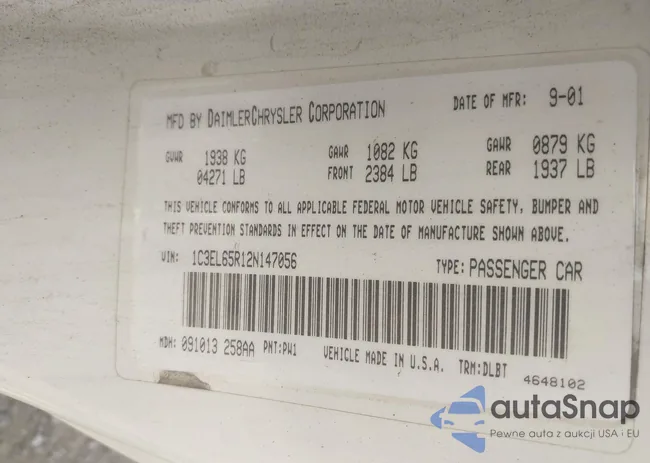 MFD BY DAIMLERCHRYSLER CORPORATION DATE OF MFR: 9-01
GVWR 1938 KG GAWR 1082 KG GAWR 0879 KG
04271 LB FRONT 2384 LB REAR 1937 LB
THIS VEHICLE CONFORMS TO ALL APPLICABLE FEDERAL MOTOR VEHICLE SAFETY, BUMPER AND
THEFT PREVENTION STANDARDS IN EFFECT ON THE DATE OF MANUFACTURE SHOWN ABOVE.
VIN: 1C3EL65R12N147056 TYPE: PASSENGER CAR
MDH: 091013 258AA PNT: PW1 VEHICLE MADE IN U.S.A. TRM: DLBT
4648102
autaSnap
Pewne auta z aukcji USA i EU